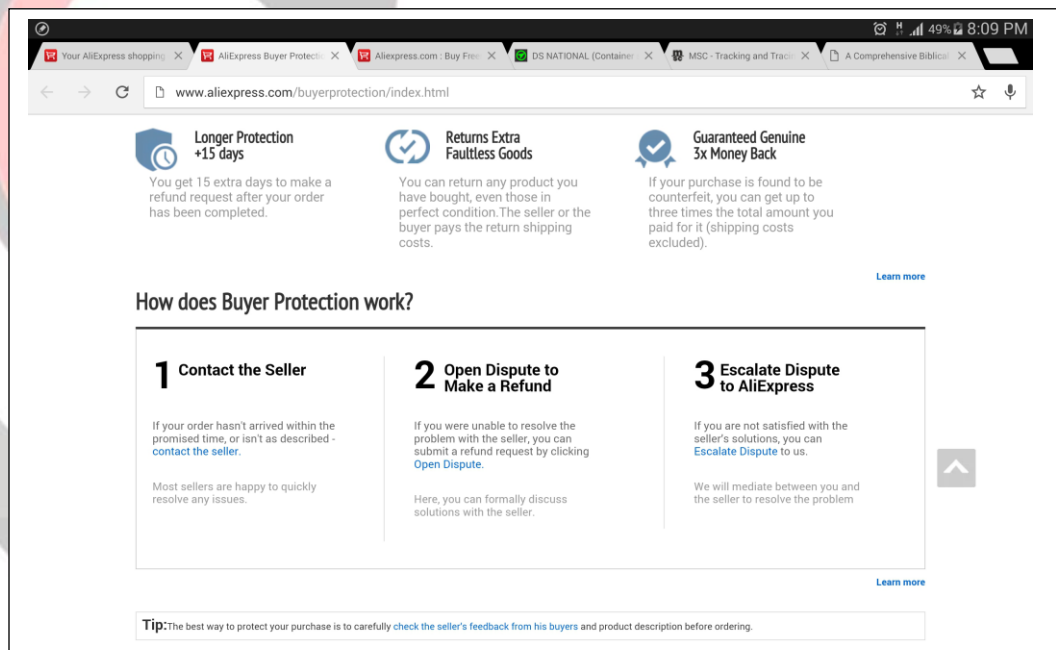 49% 8:09 PM
Your AliExpress shopping
AliExpress Buyer Protectio
Aliexpress.com : Buy Free
DS NATIONAL (Container
MSC - Tracking and Tracin
A Comprehensive Biblical
www.aliexpress.com/buyerprotection/index.html
Longer Protection
+15 days
You get 15 extra days to make a
refund request after your order
has been completed.
Returns Extra
Faultless Goods
You can return any product you
have bought, even those in
perfect condition.The seller or the
buyer pays the return shipping
costs.
Guaranteed Genuine
3x Money Back
If your purchase is found to be
counterfeit, you can get up to
three times the total amount you
paid for it (shipping costs
excluded).
Learn more
How does Buyer Protection work?
1 Contact the Seller
If your order hasn't arrived within the
promised time, or isn't as described -
contact the seller.
Most sellers are happy to quickly
resolve any issues.
2 Open Dispute to
Make a Refund
If you were unable to resolve the
problem with the seller, you can
submit a refund request by clicking
Open Dispute.
Here, you can formally discuss
solutions with the seller.
3 Escalate Dispute
to AliExpress
If you are not satisfied with the
seller's solutions, you can
Escalate Dispute to us.
We will mediate between you and
the seller to resolve the problem
Learn more
Tip:The best way to protect your purchase is to carefully check the seller's feedback from his buyers and product description before ordering.